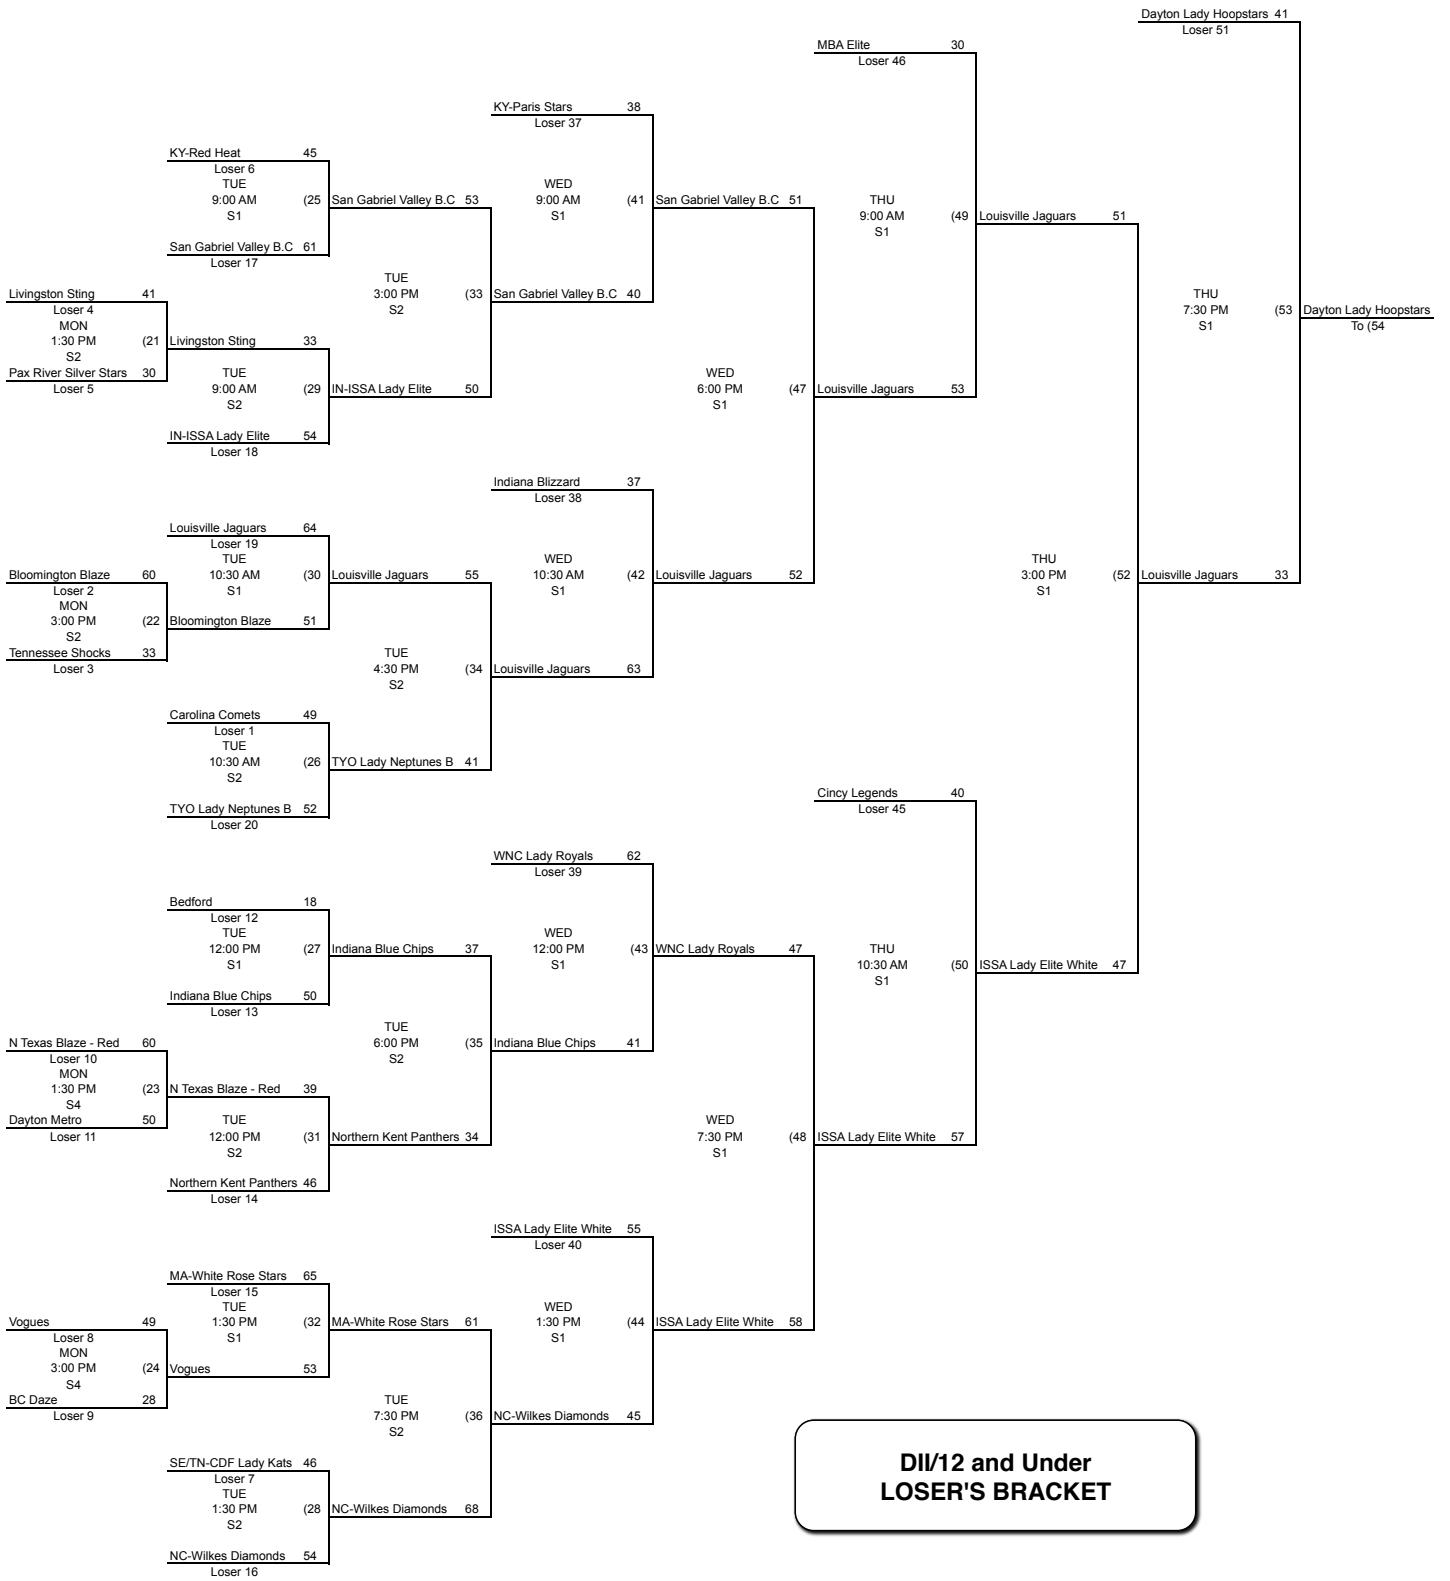 Dayton Lady Hoopstars 41
Loser 51
MBA Elite 30
Loser 46
KY-Paris Stars 38
Loser 37
KY-Red Heat 45
Loser 6
TUE
9:00 AM (25 San Gabriel Valley B.C 53
S1
WED
9:00 AM (41 San Gabriel Valley B.C 51
S1
THU
9:00 AM (49 Louisville Jaguars 51
S1
San Gabriel Valley B.C 61
Loser 17
TUE
3:00 PM (33 San Gabriel Valley B.C 40
S2
Livingston Sting 41
Loser 4
MON
1:30 PM (21 Livingston Sting 33
S2
Pax River Silver Stars 30
Loser 5
THU
7:30 PM (53 Dayton Lady Hoopstars
S1
To (54
TUE
9:00 AM (29 IN-ISSA Lady Elite 50
S2
WED
6:00 PM (47 Louisville Jaguars 53
S1
IN-ISSA Lady Elite 54
Loser 18
Indiana Blizzard 37
Loser 38
Louisville Jaguars 64
Loser 19
TUE
10:30 AM (30 Louisville Jaguars 55
S1
WED
10:30 AM (42 Louisville Jaguars 52
S1
THU
3:00 PM (52 Louisville Jaguars 33
S1
Bloomington Blaze 60
Loser 2
MON
3:00 PM (22 Bloomington Blaze 51
S2
Tennessee Shocks 33
Loser 3
TUE
4:30 PM (34 Louisville Jaguars 63
S2
Carolina Comets 49
Loser 1
TUE
10:30 AM (26 TYO Lady Neptunes B 41
S2
TYO Lady Neptunes B 52
Loser 20
Cincy Legends 40
Loser 45
WNC Lady Royals 62
Loser 39
Bedford 18
Loser 12
TUE
12:00 PM (27 Indiana Blue Chips 37
S1
WED
12:00 PM (43 WNC Lady Royals 47
S1
THU
10:30 AM (50 ISSA Lady Elite White 47
S1
Indiana Blue Chips 50
Loser 13
TUE
6:00 PM (35 Indiana Blue Chips 41
S2
N Texas Blaze - Red 60
Loser 10
MON
1:30 PM (23 N Texas Blaze - Red 39
S4
Dayton Metro 50
Loser 11
TUE
12:00 PM (31 Northern Kent Panthers 34
S2
WED
7:30 PM (48 ISSA Lady Elite White 57
S1
Northern Kent Panthers 46
Loser 14
ISSA Lady Elite White 55
Loser 40
MA-White Rose Stars 65
Loser 15
TUE
1:30 PM (32 MA-White Rose Stars 61
S1
WED
1:30 PM (44 ISSA Lady Elite White 58
S1
Vogues 49
Loser 8
MON
3:00 PM (24 Vogues 53
S4
BC Daze 28
Loser 9
TUE
7:30 PM (36 NC-Wilkes Diamonds 45
S2
SE/TN-CDF Lady Kats 46
Loser 7
TUE
1:30 PM (28 NC-Wilkes Diamonds 68
S2
NC-Wilkes Diamonds 54
Loser 16
DII/12 and Under
LOSER'S BRACKET